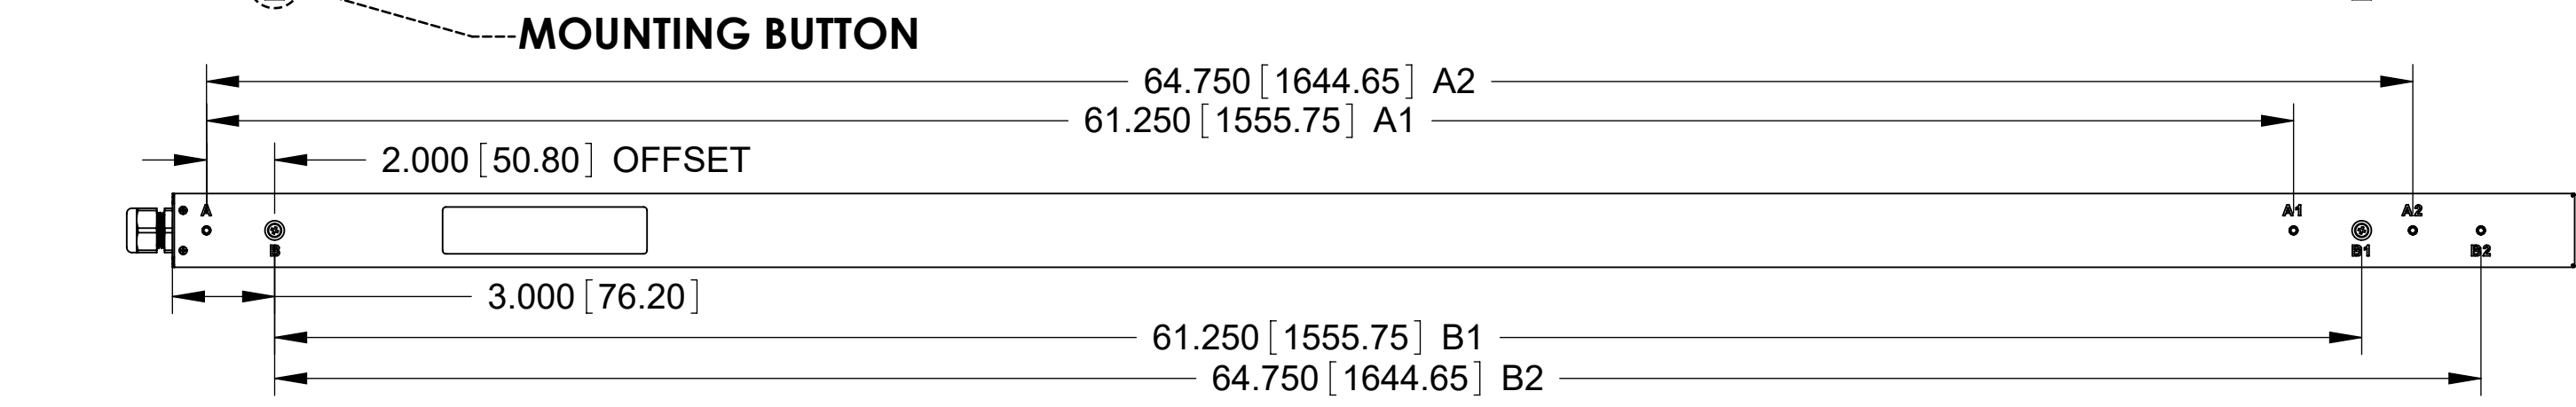 MOUNTING BUTTON
64.750 [1644.65] A2
61.250 [1555.75] A1
2.000 [50.80] OFFSET
A A1 A2
B B1 B2
3.000 [76.20]
61.250 [1555.75] B1
64.750 [1644.65] B2